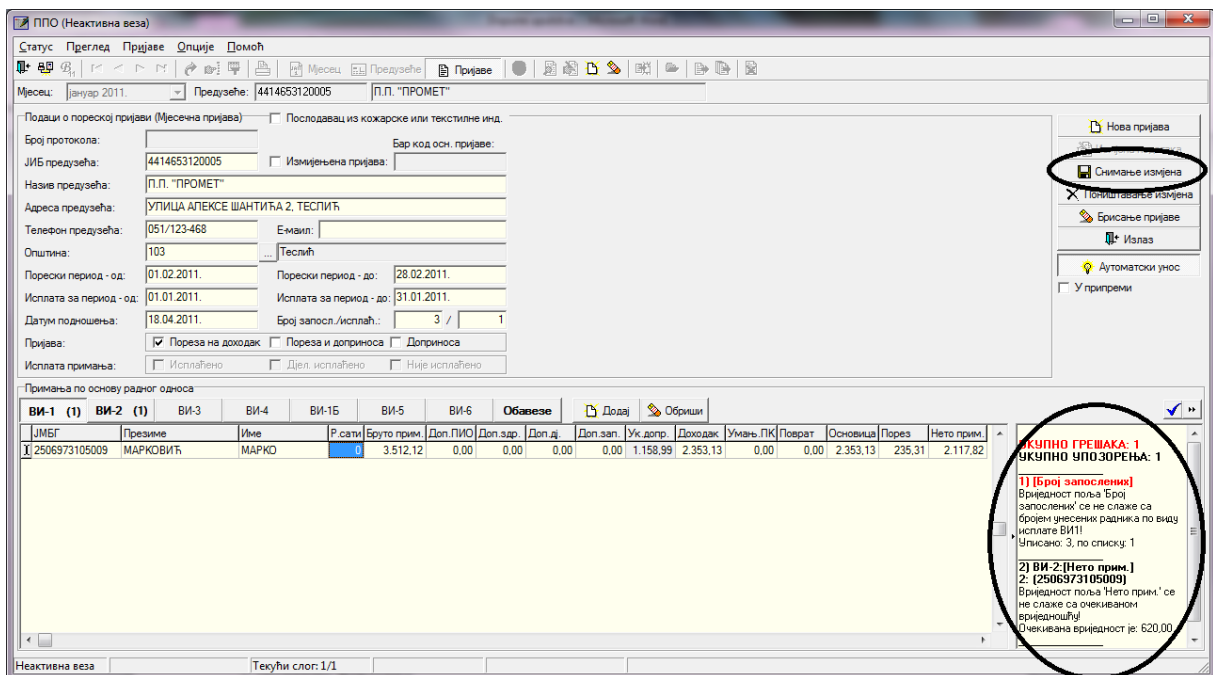 ППО (Неактивна веза)
Статус Преглед Пријаве Опције Помоћ
Мјесец Предузеће Пријаве
Мјесец: јануар 2011. Предузеће: 4414653120005 П.П. "ПРОМЕТ"
Подаци о пореској пријави (Мјесечна пријава) Послодавац из кожарске или текстилне инд.
Број протокола: Бар код осн. пријаве:
ЈИБ предузећа: 4414653120005 Измијењена пријава:
Назив предузећа: П.П. "ПРОМЕТ"
Адреса предузећа: УЛИЦА АЛЕКСЕ ШАНТИЋА 2, ТЕСЛИЋ
Телефон предузећа: 051/123-468 Е-маил:
Општина: 103 ... Теслић
Порески период - од: 01.02.2011. Порески период - до: 28.02.2011.
Исплата за период - од: 01.01.2011. Исплата за период - до: 31.01.2011.
Датум подношења: 18.04.2011. Број запосл./исплаћ.: 3 / 1
Пријава: Пореза на доходак Пореза и доприноса Доприноса
Исплата примања: Исплаћено Дјел. исплаћено Није исплаћено
Нова пријава
Снимање измјена
Поништавање измјена
Брисање пријаве
Излаз
Аутоматски унос
У припреми
Примања по основу радног односа
ВИ-1 (1) ВИ-2 (1) ВИ-3 ВИ-4 ВИ-1Б ВИ-5 ВИ-6 Обавезе Додај Обриши
ЈМБГ Презиме Име Р.сати Бруто прим. Доп.ПИО Доп.здр. Доп.дј. Доп.зап. Ук.допр. Доходак Умањ.ПК Поврат Основица Порез Нето прим.
2506973105009 МАРКОВИЋ МАРКО 0 3.512,12 0,00 0,00 0,00 0,00 1.158,99 2.353,13 0,00 0,00 2.353,13 235,31 2.117,82
УКУПНО ГРЕШАКА: 1
УКУПНО УПОЗОРЕЊА: 1
1) [Број запослених]
Вриједност поља 'Број
запослених' се не слаже са
бројем унесених радника по виду
исплате ВИ1!
Уписано: 3, по списку: 1
2) ВИ-2:[Нето прим.]
2: (2506973105009)
Вриједност поља 'Нето прим.' се
не слаже са очекиваном
вриједношћу!
Очекивана вриједност је: 620,00
Неактивна веза Текући слог: 1/1